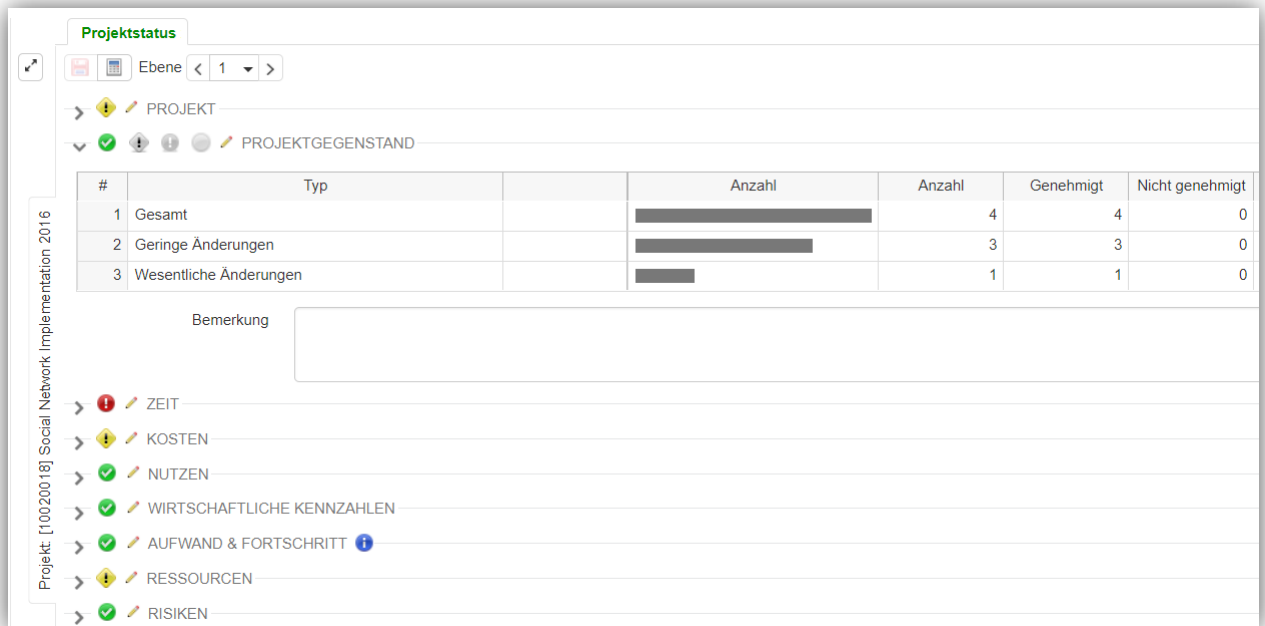 Projektstatus
Ebene 1
PROJEKT
PROJEKTGEGENSTAND
# Typ Anzahl Anzahl Genehmigt Nicht genehmigt
1 Gesamt 4 4 0
2 Geringe Änderungen 3 3 0
3 Wesentliche Änderungen 1 1 0
Bemerkung
ZEIT
KOSTEN
NUTZEN
WIRTSCHAFTLICHE KENNZAHLEN
AUFWAND & FORTSCHRITT
RESSOURCEN
RISIKEN
Projekt: [10020018] Social Network Implementation 2016